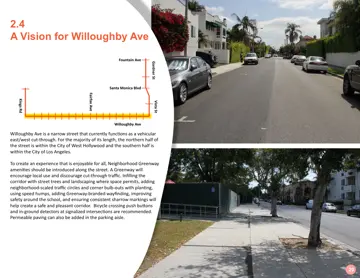 2.4
A Vision for Willoughby Ave
Fountain Ave
Gardner St
Santa Monica Blvd
Kings Rd
Fairfax Ave
Vista St
Willoughby Ave
Willoughby Ave is a narrow street that currently functions as a vehicular
east/west cut-through. For the majority of its length, the northern half of
the street is within the City of West Hollywood and the southern half is
within the City of Los Angeles.
To create an experience that is enjoyable for all, Neighborhood Greenway
amenities should be introduced along the street. A Greenway will
encourage local use and discourage cut-through traffic. Infilling the
corridor with street trees and landscaping where space permits, adding
neighborhood-scaled traffic circles and corner bulb-outs with planting,
using speed humps, adding Greenway-branded wayfinding, improving
safety around the school, and ensuring consistent sharrow markings will
help create a safe and pleasant corridor. Bicycle crossing push buttons
and in-ground detectors at signalized intersections are recommended.
Permeable paving can also be added in the parking aisle.